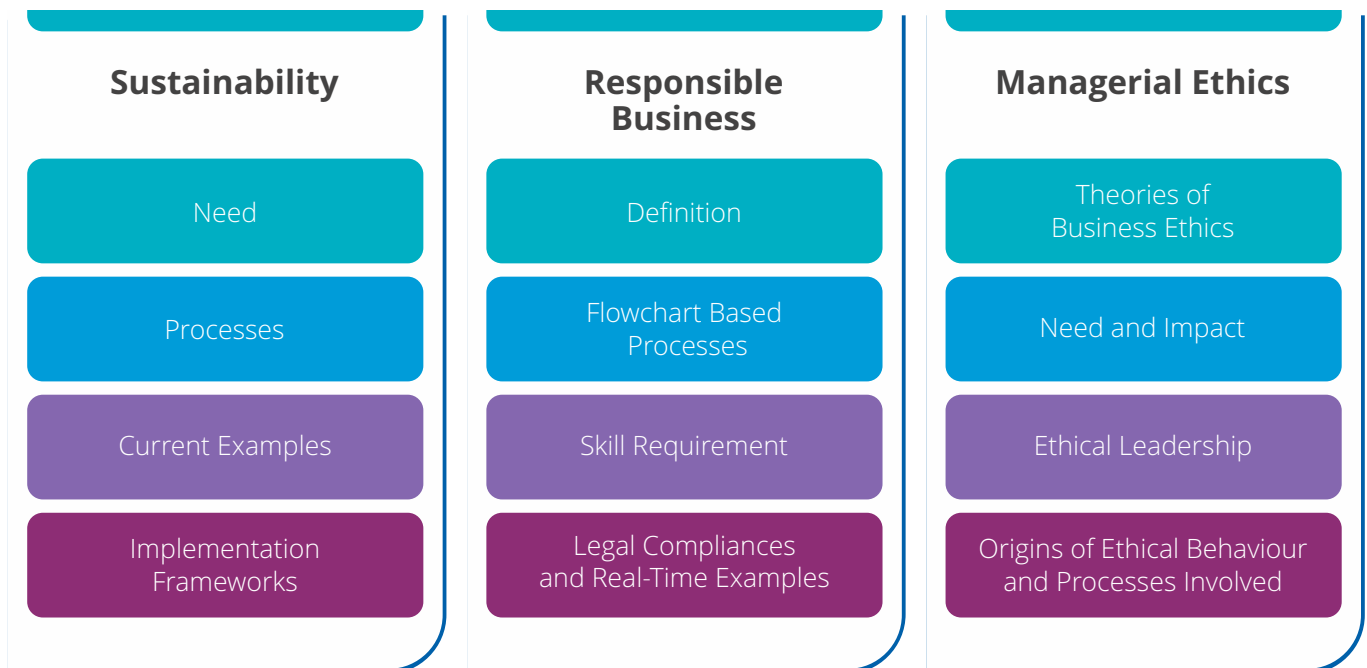 Sustainability
Need
Processes
Current Examples
Implementation
Frameworks
Responsible
Business
Definition
Flowchart Based
Processes
Skill Requirement
Legal Compliances
and Real-Time Examples
Managerial Ethics
Theories of
Business Ethics
Need and Impact
Ethical Leadership
Origins of Ethical Behaviour
and Processes Involved